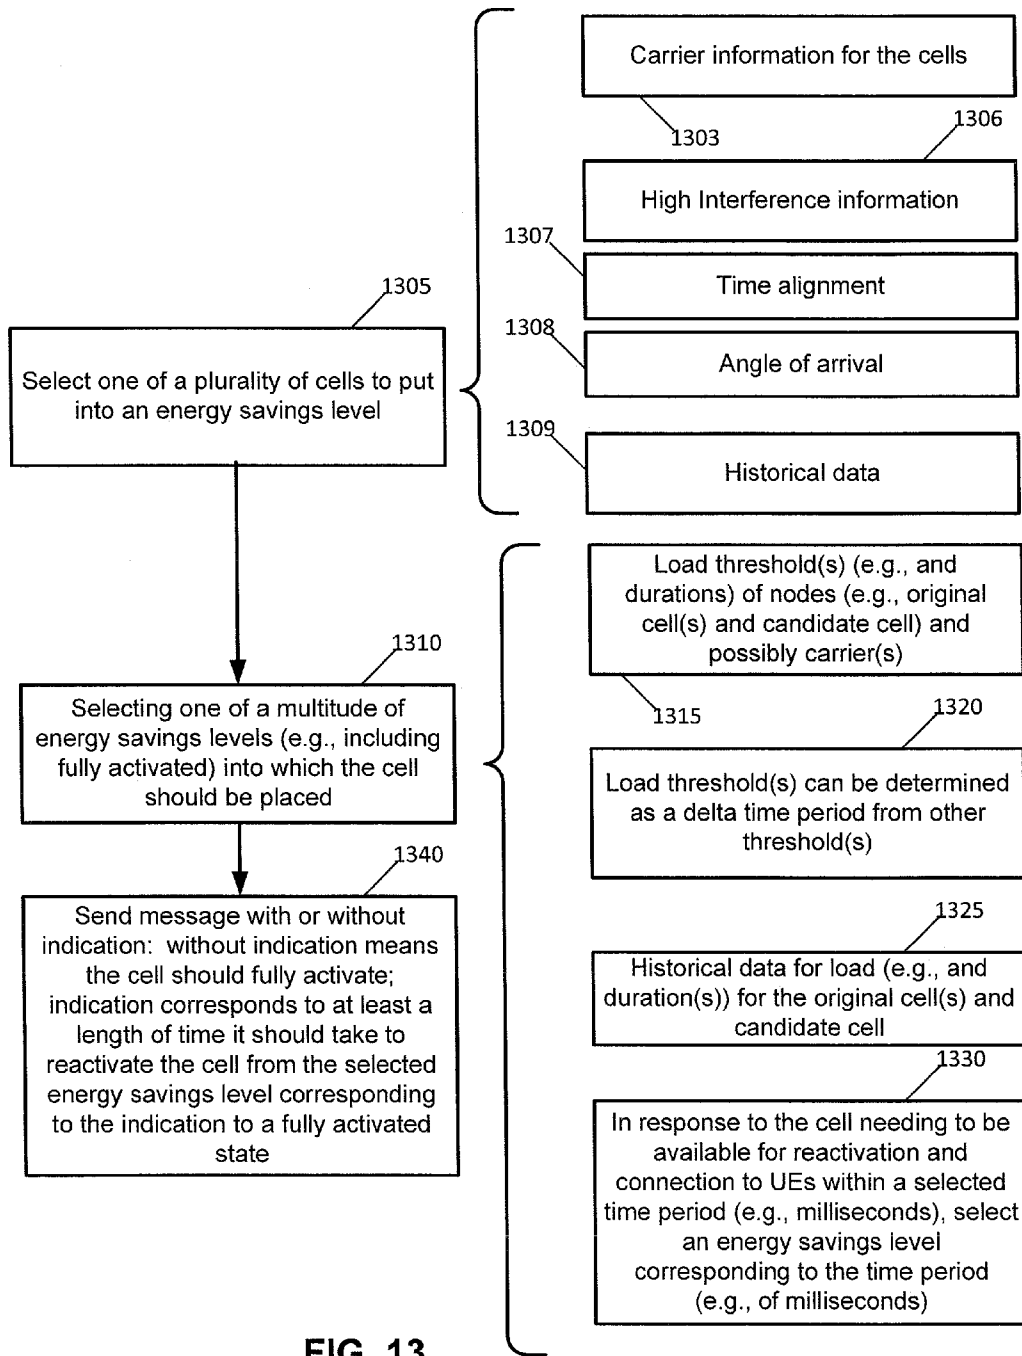 Carrier information for the cells
1303
1306
High Interference information
1307
Time alignment
1305
1308
Angle of arrival
Select one of a plurality of cells to put
into an energy savings level
1309
Historical data
Load threshold(s) (e.g., and
durations) of nodes (e.g., original
cell(s) and candidate cell) and
possibly carrier(s)
1310
1315
1320
Selecting one of a multitude of
energy savings levels (e.g., including
fully activated) into which the cell
should be placed
Load threshold(s) can be determined
as a delta time period from other
threshold(s)
1340
Send message with or without
indication: without indication means
the cell should fully activate;
indication corresponds to at least a
length of time it should take to
reactivate the cell from the selected
energy savings level corresponding
to the indication to a fully activated
state
1325
Historical data for load (e.g., and
duration(s)) for the original cell(s) and
candidate cell
1330
In response to the cell needing to be
available for reactivation and
connection to UEs within a selected
time period (e.g., milliseconds), select
an energy savings level
corresponding to the time period
(e.g., of milliseconds)
FIG. 13